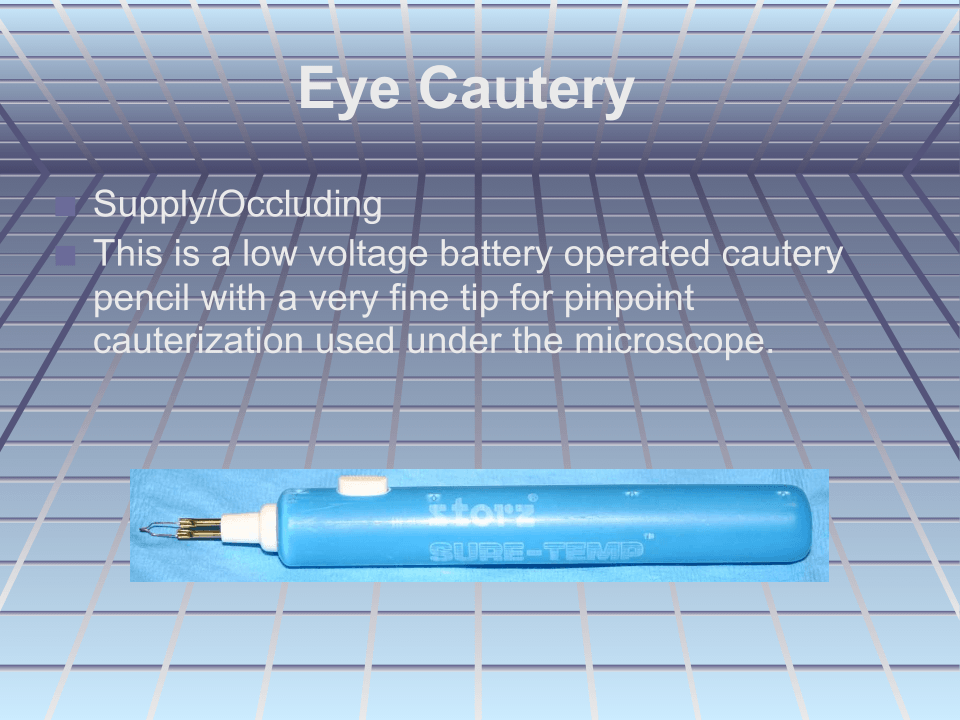 Eye Cautery
Supply/Occluding
This is a low voltage battery operated cautery
pencil with a very fine tip for pinpoint
cauterization used under the microscope.
storz®
SURE-TEMP™